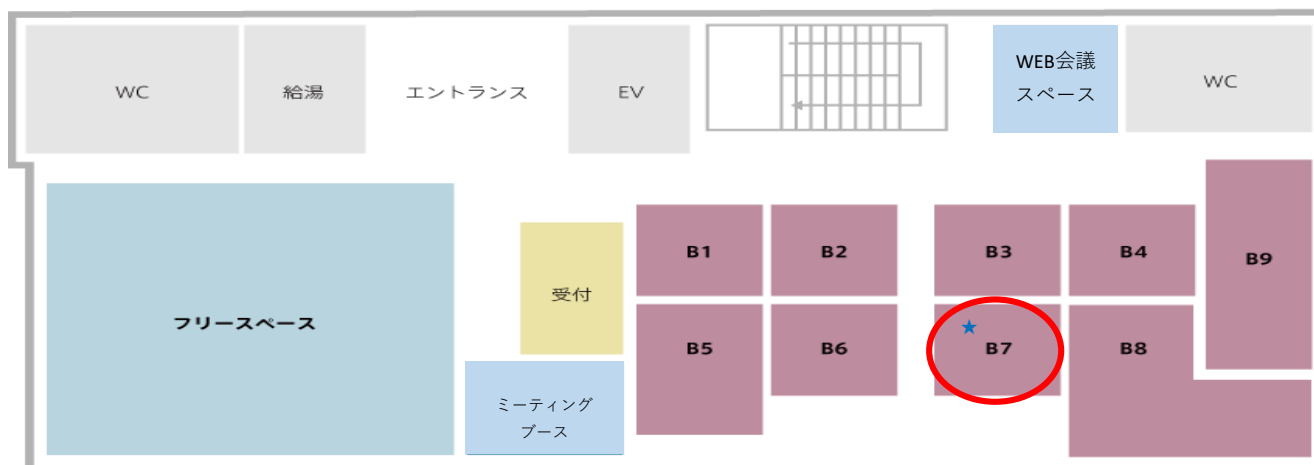 WC
給湯
エントランス
EV
WEB会議
スペース
WC
フリースペース
受付
ミーティング
ブース
B1
B2
B3
B4
B9
B5
B6
★
B7
B8